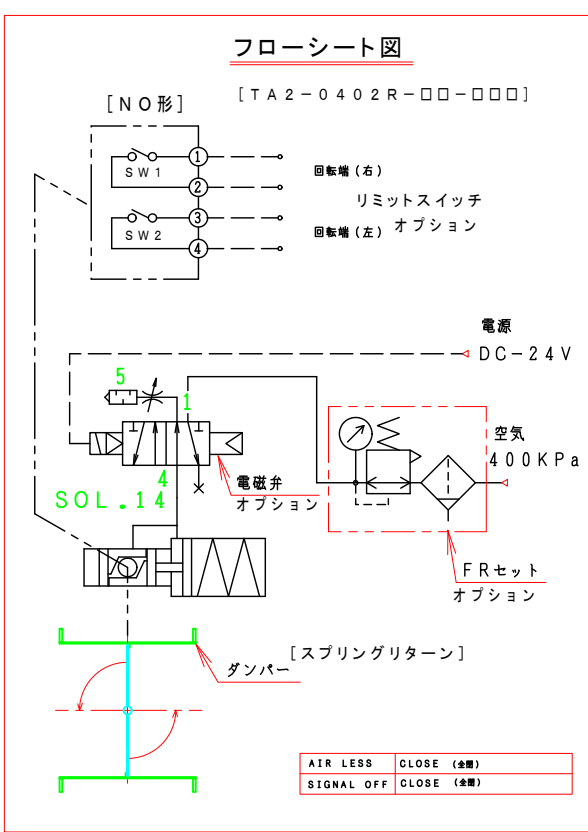 フローシート図
[TA2-0402R-□□-□□□]
[NO形]
1
SW1
2
3
SW2
4
回転端(右)
リミットスイッチ
オプション
回転端(左)
電源
DC-24V
5
1
4
SOL.14
電磁弁
オプション
空気
400KPa
FRセット
オプション
[スプリングリターン]
ダンパー
AIR LESS CLOSE (全閉)
SIGNAL OFF CLOSE (全閉)